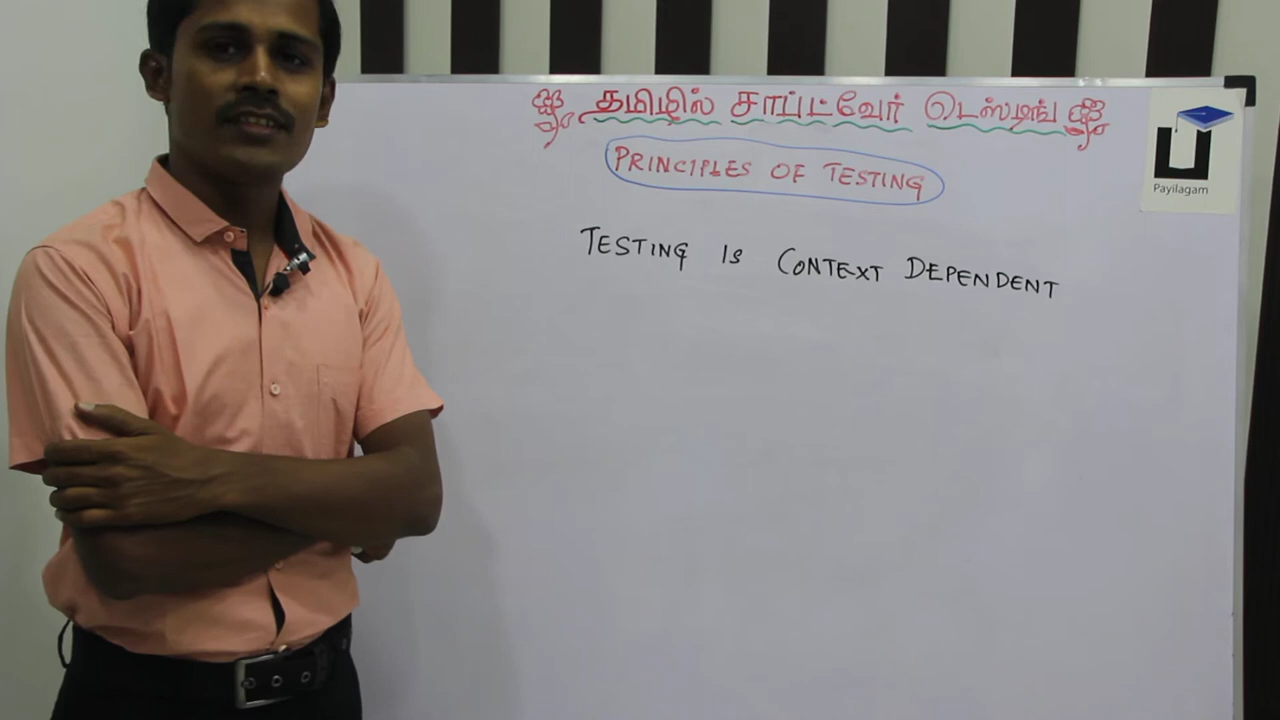 தமிழில் சாப்ட்வேர் டெஸ்டிங்
PRINCIPLES OF TESTING
Payilagam
TESTING IS CONTEXT DEPENDENT